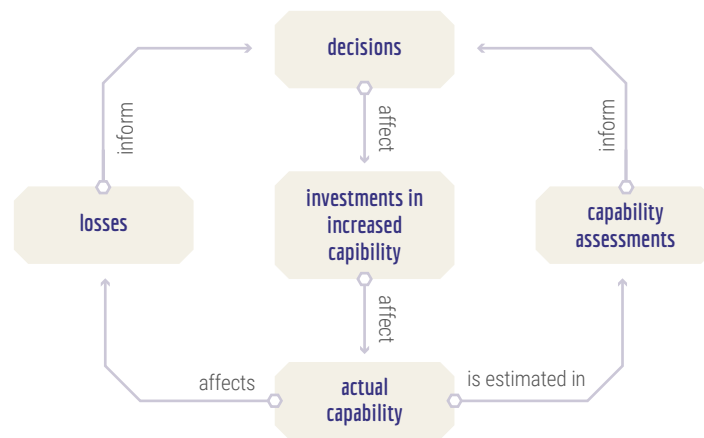 decisions
inform
affect
inform
losses
investments in
increased capibility
capability
assessments
affect
affects
actual
capability
is estimated in